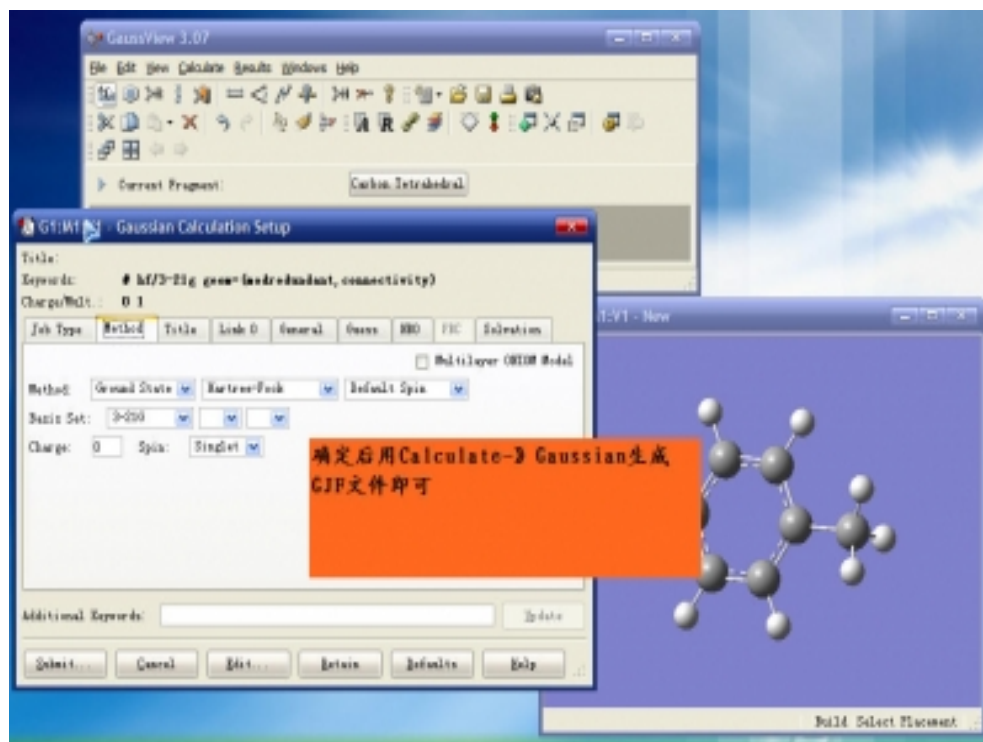 GaussView 3.07
File Edit View Calculate Results Windows Help
Current Fragment: Carbon Tetrahedral
G1:M1:V1 - Gaussian Calculation Setup
Title:
Keywords: # hf/3-21g geom=(modredundant,connectivity)
Charge/Mult.: 0 1
Job Type Method Title Link 0 General Guess NBO PBC Solvation
Multilayer ONIOM Model
Method: Ground State Hartree-Fock Default Spin
Basis Set: 3-21G
Charge: 0 Spin: Singlet
Additional Keywords: Update
Submit... Cancel Edit... Retain Defaults Help
确定后用Calculate-》Gaussian生成
GJF文件即可
1:V1 - New
Build Select Placement